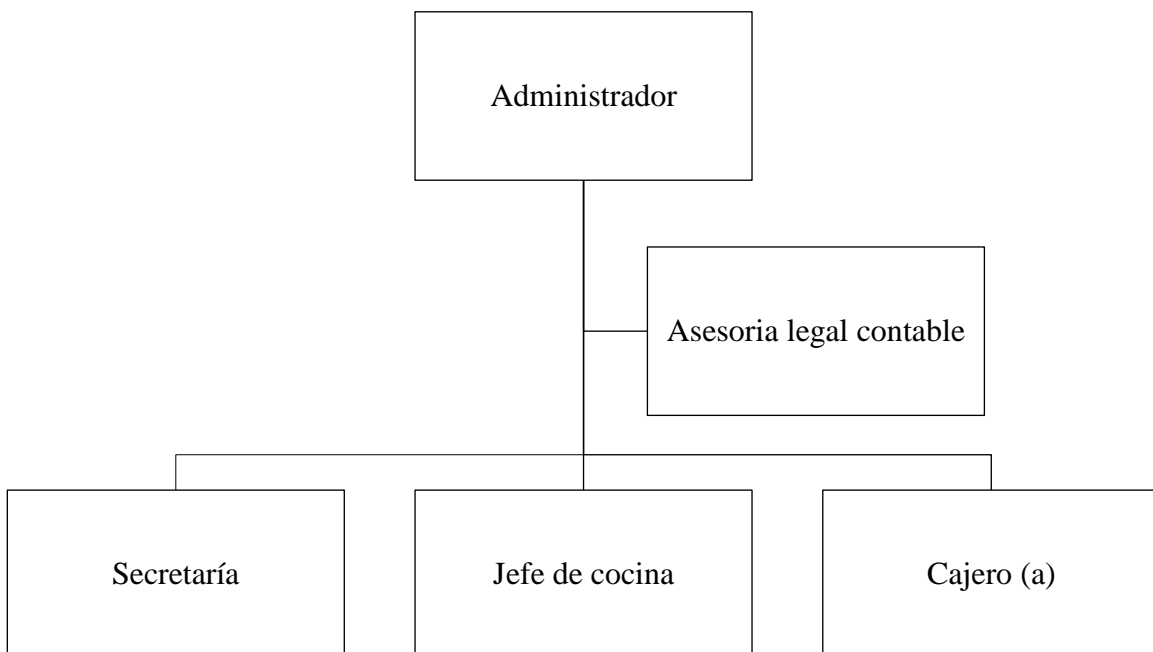 Administrador
Asesoria legal contable
Secretaría
Jefe de cocina
Cajero (a)